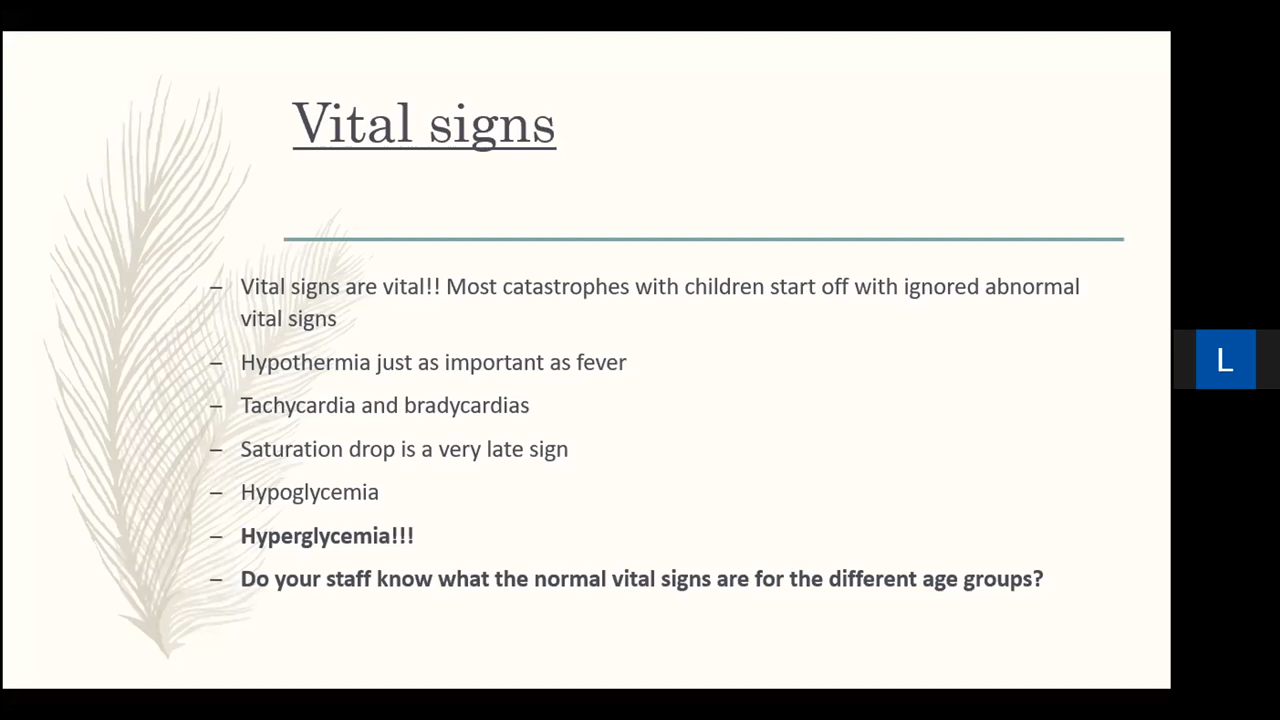 Vital signs
– Vital signs are vital!! Most catastrophes with children start off with ignored abnormal
vital signs
– Hypothermia just as important as fever
– Tachycardia and bradycardias
– Saturation drop is a very late sign
– Hypoglycemia
– Hyperglycemia!!!
– Do your staff know what the normal vital signs are for the different age groups?
L